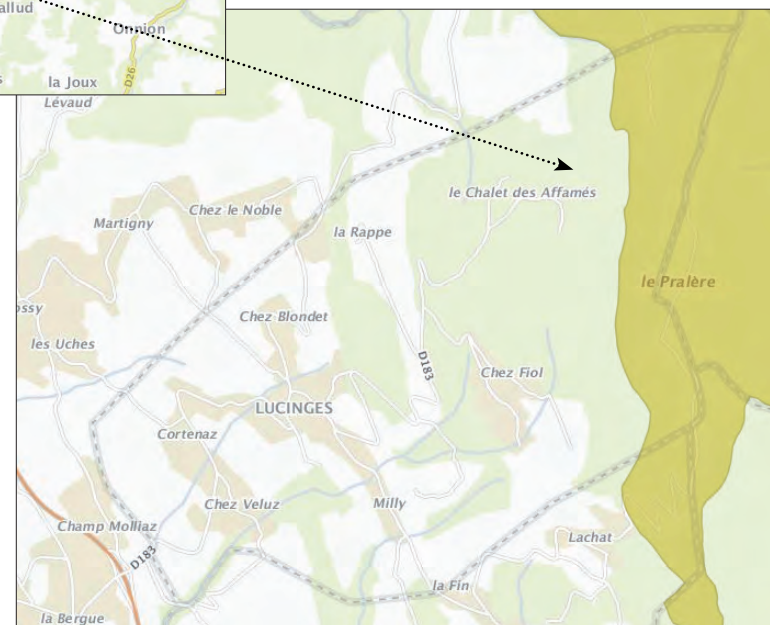 allud
Onnion
D26
s
la Joux
Lévaud
le Chalet des Affamés
Chez le Noble
Martigny
la Rappe
le Pralère
ossy
Chez Blondet
les Uches
D183
Chez Fiol
LUCINGES
Cortenaz
Chez Veluz
Milly
Champ Molliaz
Lachat
D183
la Fin
la Bergue